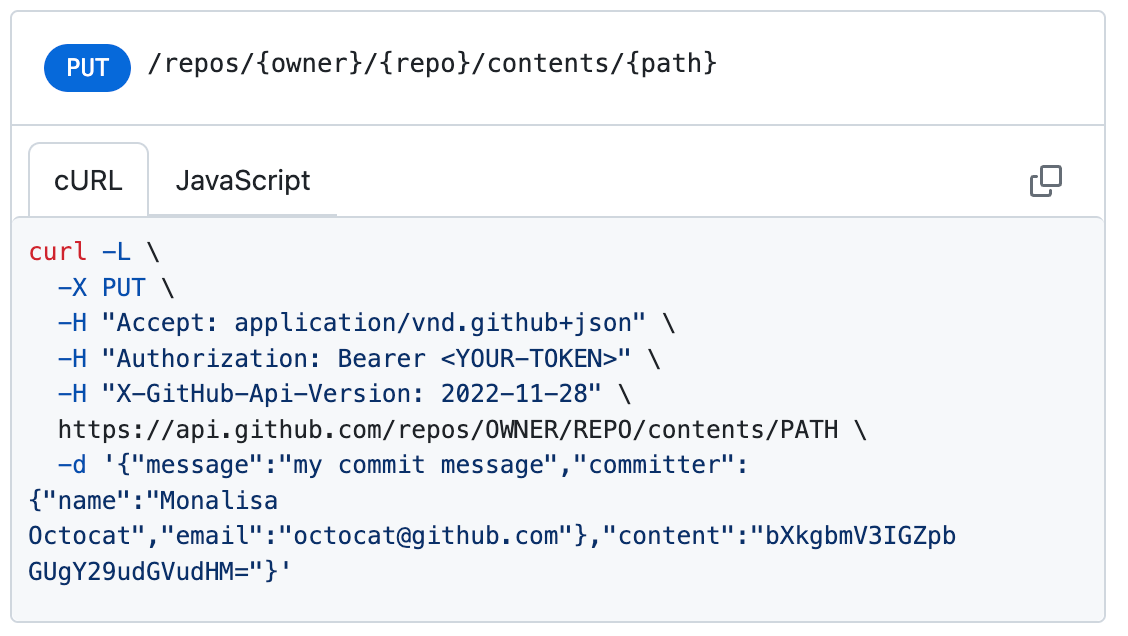 PUT /repos/{owner}/{repo}/contents/{path}
cURL JavaScript
curl -L \
  -X PUT \
  -H "Accept: application/vnd.github+json" \
  -H "Authorization: Bearer <YOUR-TOKEN>" \
  -H "X-GitHub-Api-Version: 2022-11-28" \
  https://api.github.com/repos/OWNER/REPO/contents/PATH \
  -d '{"message":"my commit message","committer":
{"name":"Monalisa
Octocat","email":"octocat@github.com"},"content":"bXkgbmV3IGZpb
GUgY29udGVudHM="}'